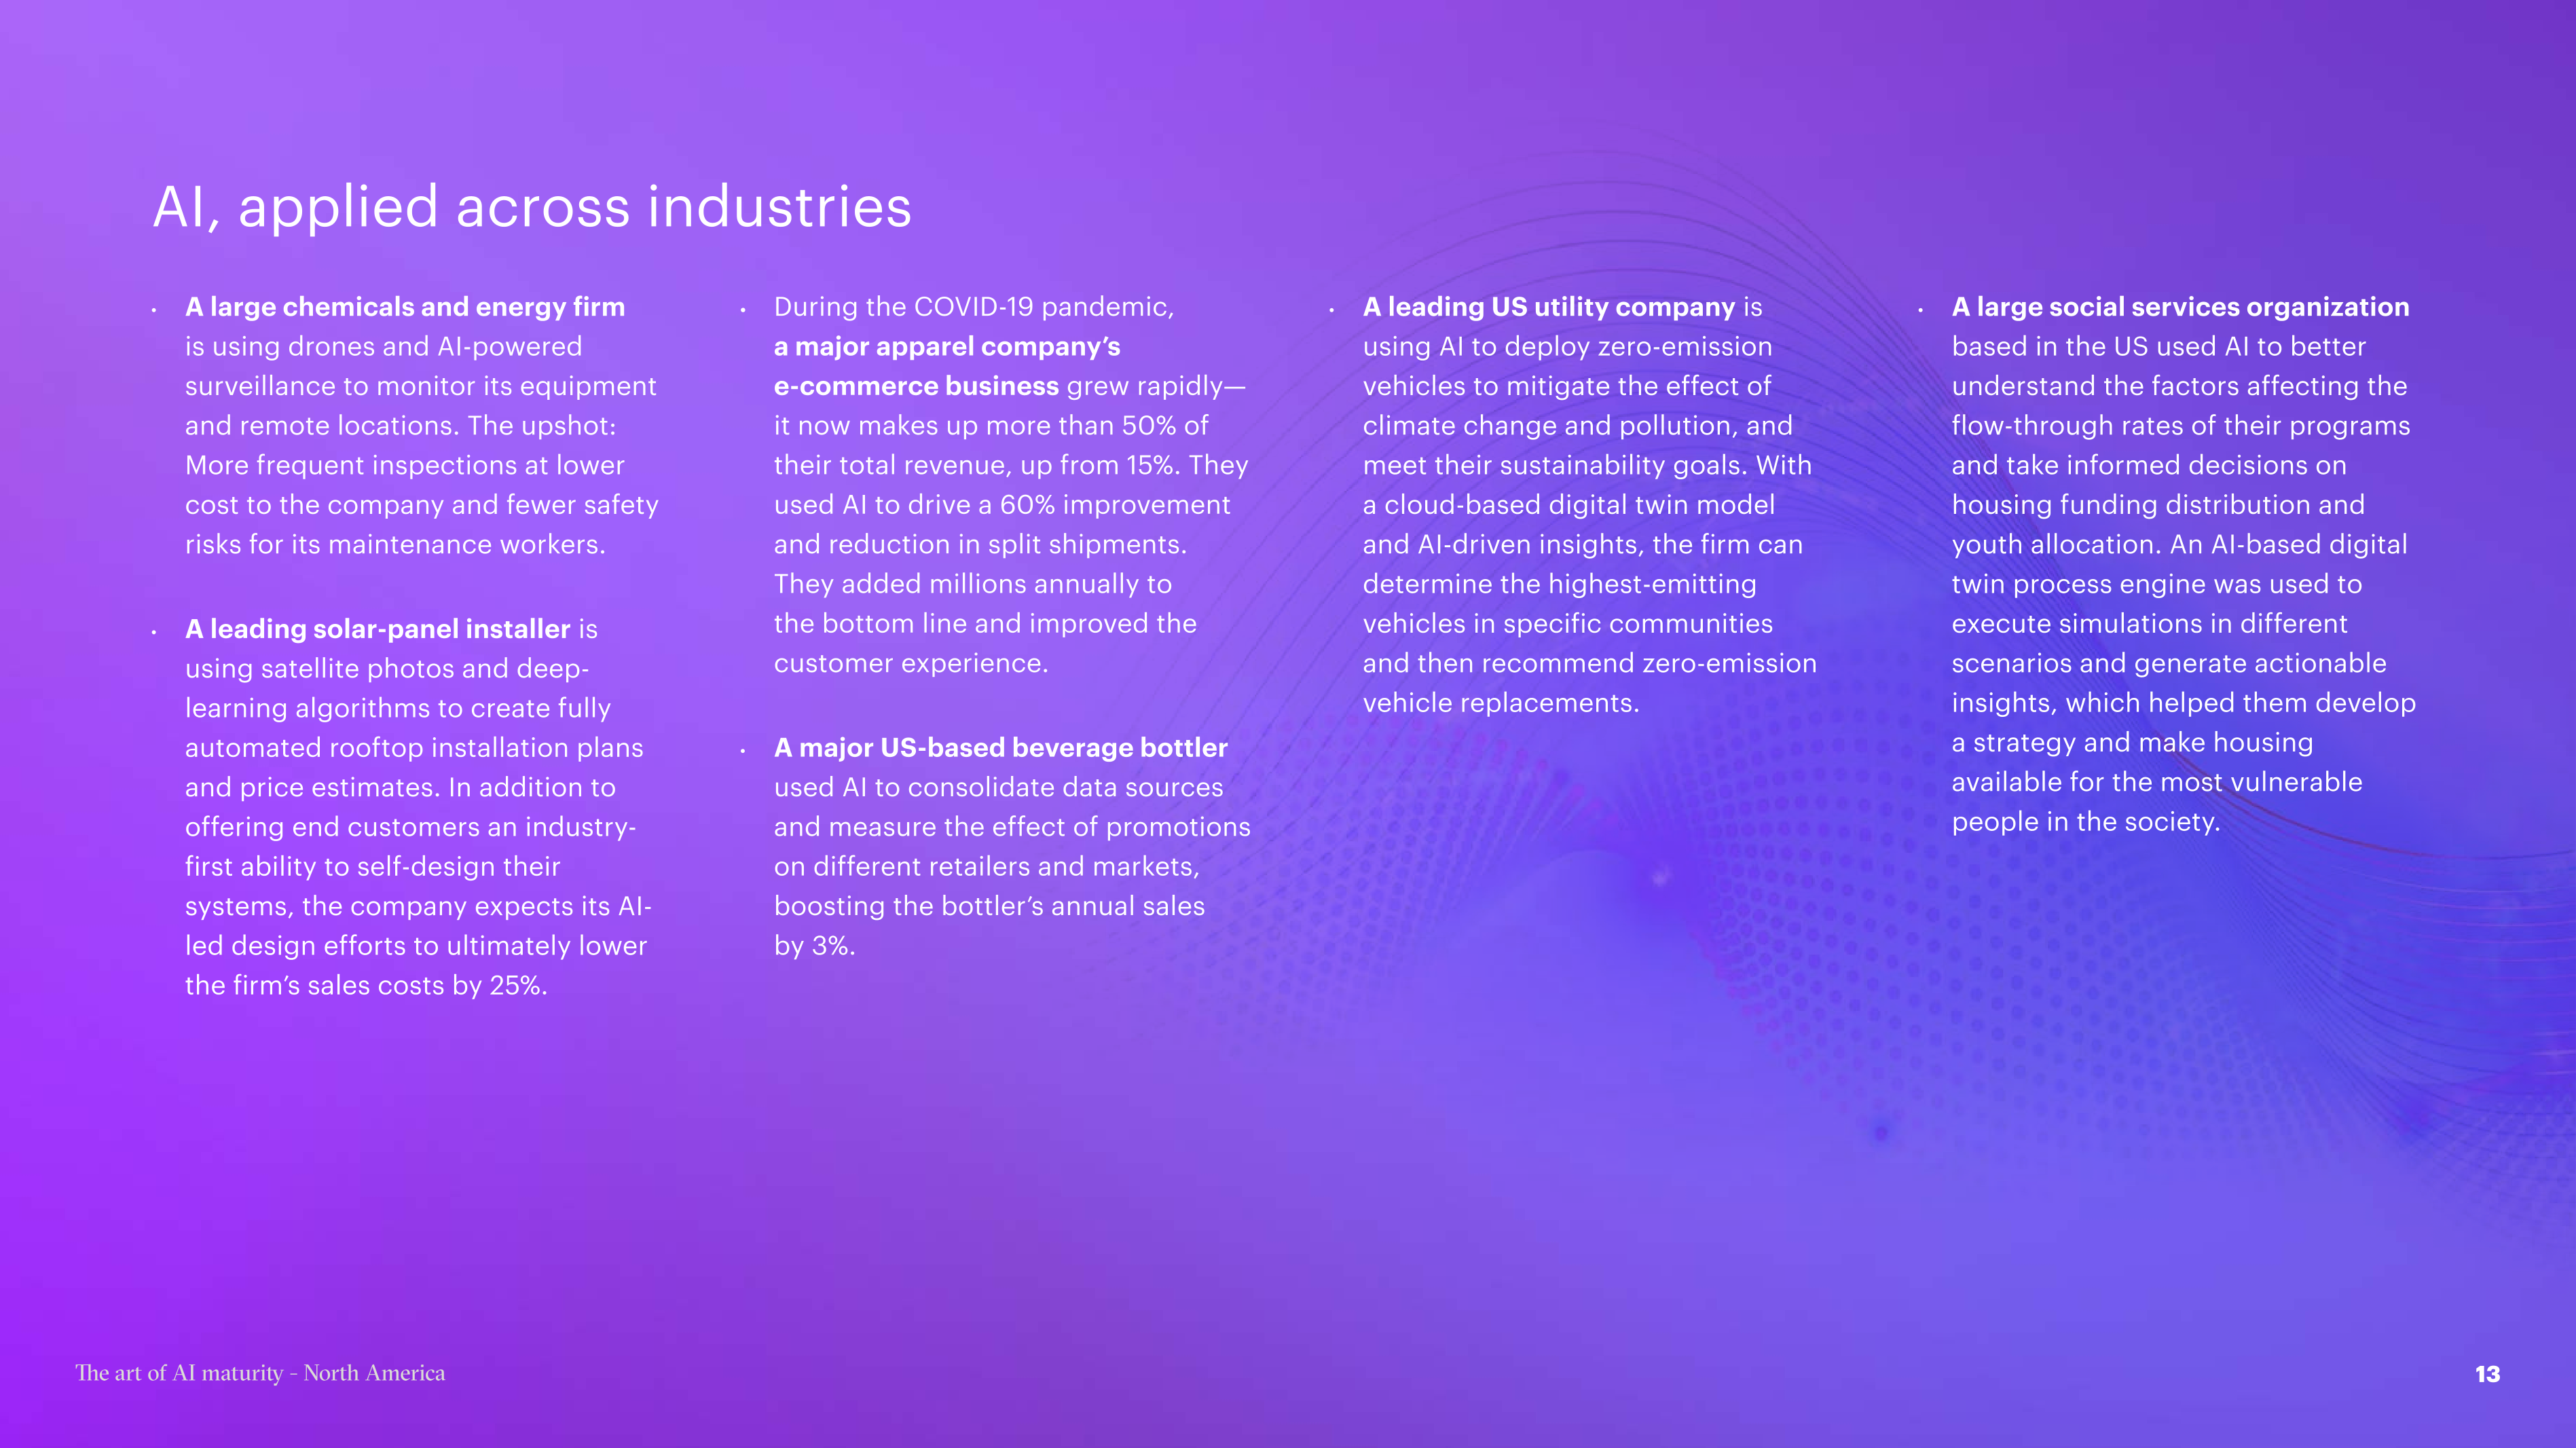 AI, applied across industries
• A large chemicals and energy firm
is using drones and AI-powered
surveillance to monitor its equipment
and remote locations. The upshot:
More frequent inspections at lower
cost to the company and fewer safety
risks for its maintenance workers.
• A leading solar-panel installer is
using satellite photos and deep-
learning algorithms to create fully
automated rooftop installation plans
and price estimates. In addition to
offering end customers an industry-
first ability to self-design their
systems, the company expects its AI-
led design efforts to ultimately lower
the firm’s sales costs by 25%.
• During the COVID-19 pandemic,
a major apparel company’s
e-commerce business grew rapidly—
it now makes up more than 50% of
their total revenue, up from 15%. They
used AI to drive a 60% improvement
and reduction in split shipments.
They added millions annually to
the bottom line and improved the
customer experience.
• A major US-based beverage bottler
used AI to consolidate data sources
and measure the effect of promotions
on different retailers and markets,
boosting the bottler’s annual sales
by 3%.
• A leading US utility company is
using AI to deploy zero-emission
vehicles to mitigate the effect of
climate change and pollution, and
meet their sustainability goals. With
a cloud-based digital twin model
and AI-driven insights, the firm can
determine the highest-emitting
vehicles in specific communities
and then recommend zero-emission
vehicle replacements.
• A large social services organization
based in the US used AI to better
understand the factors affecting the
flow-through rates of their programs
and take informed decisions on
housing funding distribution and
youth allocation. An AI-based digital
twin process engine was used to
execute simulations in different
scenarios and generate actionable
insights, which helped them develop
a strategy and make housing
available for the most vulnerable
people in the society.
The art of AI maturity - North America
13